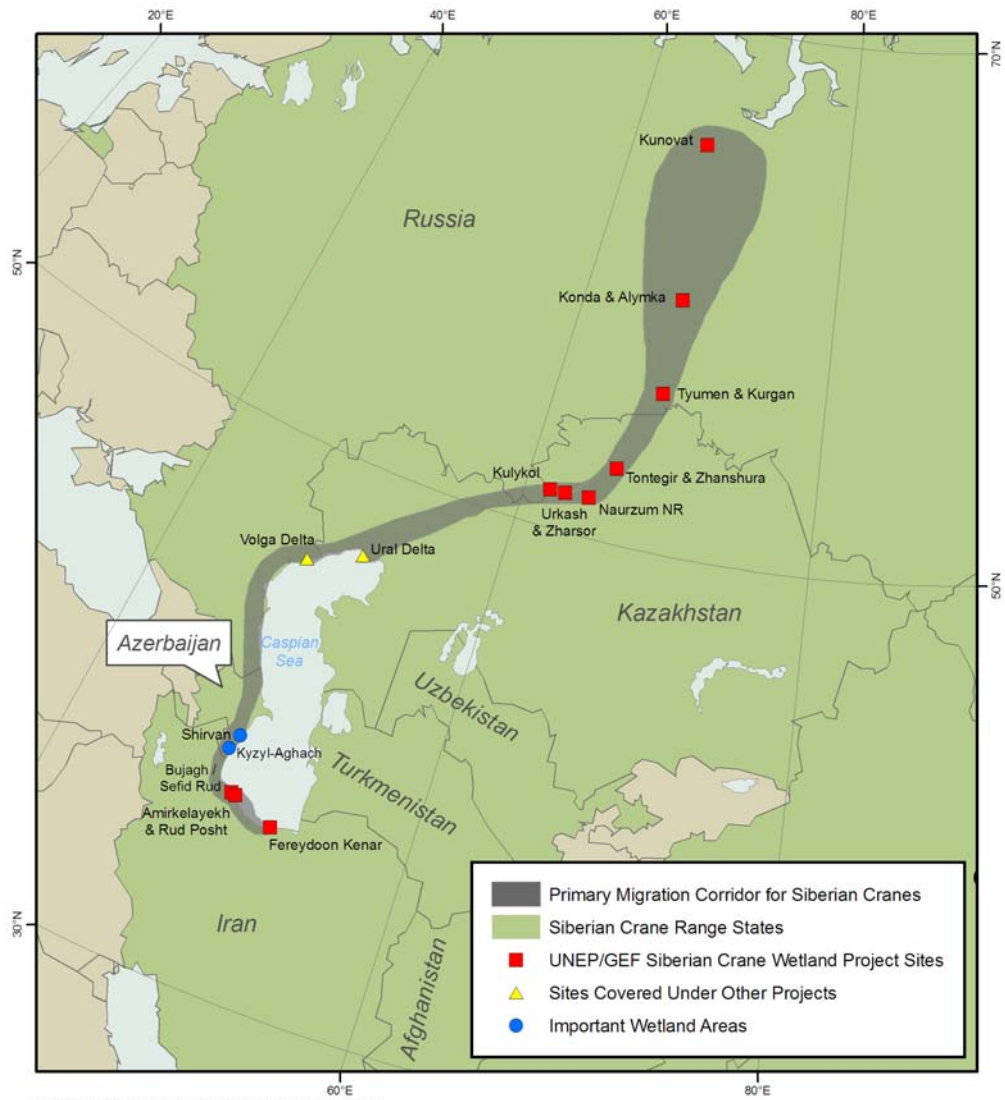 20°E
40°E
60°E
80°E
70°N
Kunovat
Russia
50°N
Konda & Alymka
Tyumen & Kurgan
Kulykol
Tontegir & Zhanshura
Urkash
& Zharsor
Naurzum NR
Volga Delta
Ural Delta
50°N
Kazakhstan
Azerbaijan
Caspian
Sea
Uzbekistan
Shirvan
Kyzyl-Aghach
Turkmenistan
Bujagh /
Sefid Rud
Amirkelayekh
& Rud Posht
Fereydoon Kenar
30°N
Iran
Afghanistan
Primary Migration Corridor for Siberian Cranes
Siberian Crane Range States
UNEP/GEF Siberian Crane Wetland Project Sites
Sites Covered Under Other Projects
Important Wetland Areas
60°E
80°E